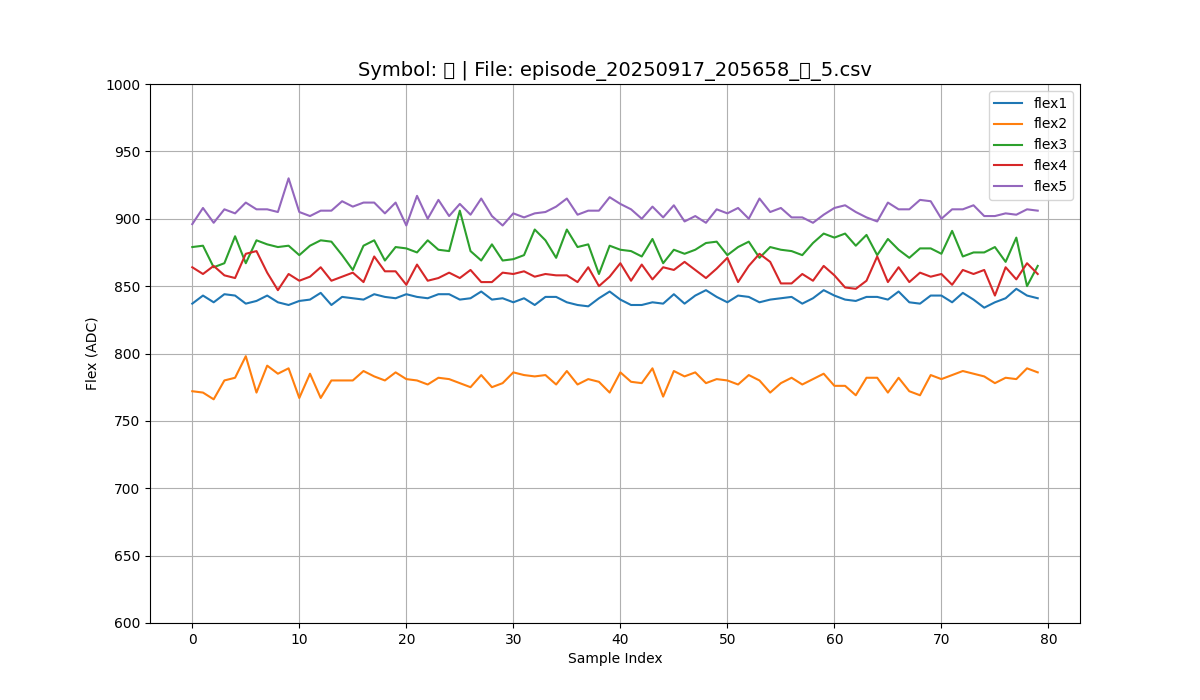 Symbol: | File: episode_20250917_205658_ _5.csv
1000
950
900
850
800
750
700
650
600
Flex (ADC)
0 10 20 30 40 50 60 70 80
Sample Index
flex1
flex2
flex3
flex4
flex5